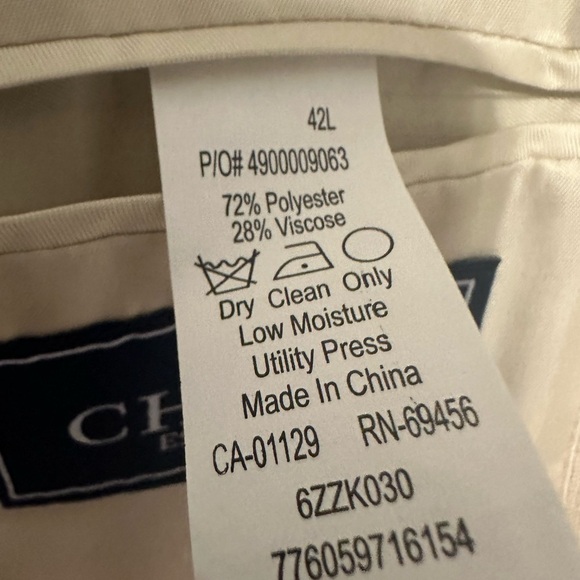 42L
P/O# 4900009063
72% Polyester
28% Viscose
Dry Clean Only
Low Moisture
Utility Press
Made In China
CA-01129 RN-69456
6ZZK030
776059716154
CH